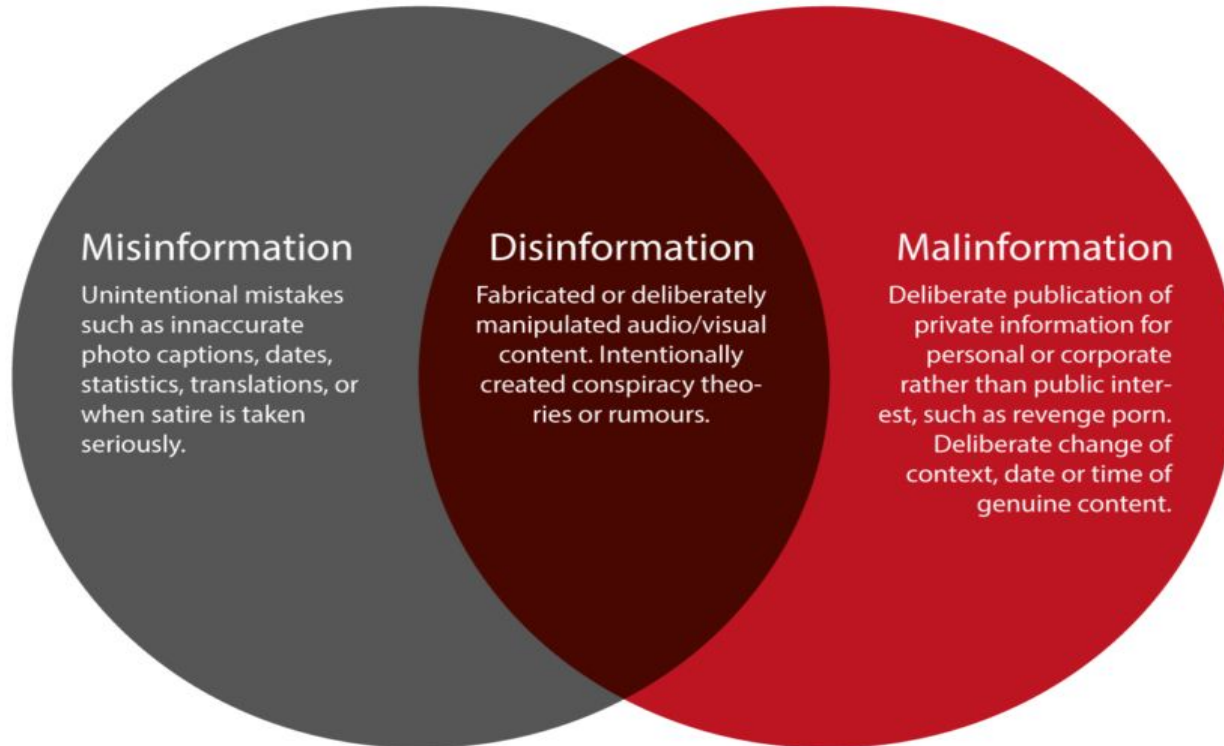 Misinformation
Unintentional mistakes
such as innaccurate
photo captions, dates,
statistics, translations, or
when satire is taken
seriously.
Disinformation
Fabricated or deliberately
manipulated audio/visual
content. Intentionally
created conspiracy theo-
ries or rumours.
Malinformation
Deliberate publication of
private information for
personal or corporate
rather than public inter-
est, such as revenge porn.
Deliberate change of
context, date or time of
genuine content.